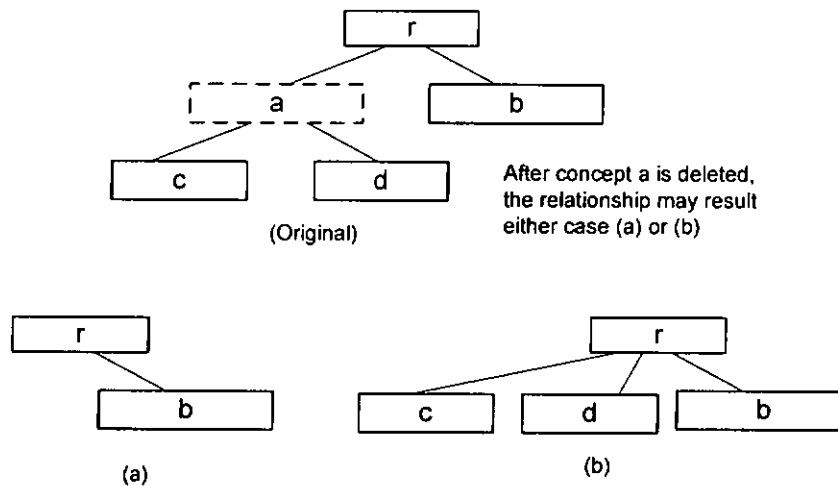 r
a
b
c
d
After concept a is deleted,
the relationship may result
either case (a) or (b)
(Original)
r
b
(a)
r
c
d
b
(b)